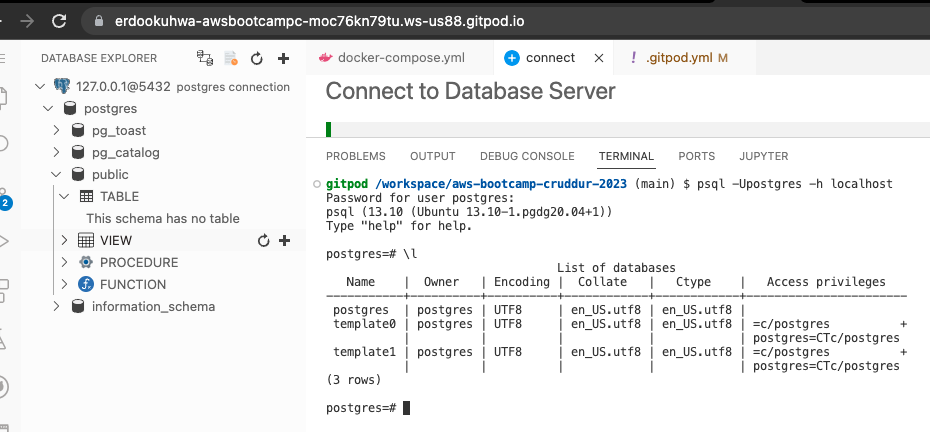 erdookuhwa-awsbootcampc-moc76kn79tu.ws-us88.gitpod.io
DATABASE EXPLORER
127.0.0.1@5432 postgres connection
postgres
pg_toast
pg_catalog
public
TABLE
This schema has no table
VIEW
PROCEDURE
FUNCTION
information_schema
2
docker-compose.yml
connect
! .gitpod.yml M
Connect to Database Server
PROBLEMS OUTPUT DEBUG CONSOLE TERMINAL PORTS JUPYTER
gitpod /workspace/aws-bootcamp-cruddur-2023 (main) $ psql -Upostgres -h localhost
Password for user postgres:
psql (13.10 (Ubuntu 13.10-1.pgdg20.04+1))
Type "help" for help.
postgres=# \l
List of databases
Name | Owner | Encoding | Collate | Ctype | Access privileges
-----------+----------+----------+------------+------------+-----------------------
postgres | postgres | UTF8 | en_US.utf8 | en_US.utf8 |
template0 | postgres | UTF8 | en_US.utf8 | en_US.utf8 | =c/postgres +
| | | | | postgres=CTc/postgres
template1 | postgres | UTF8 | en_US.utf8 | en_US.utf8 | =c/postgres +
| | | | | postgres=CTc/postgres
(3 rows)
postgres=#